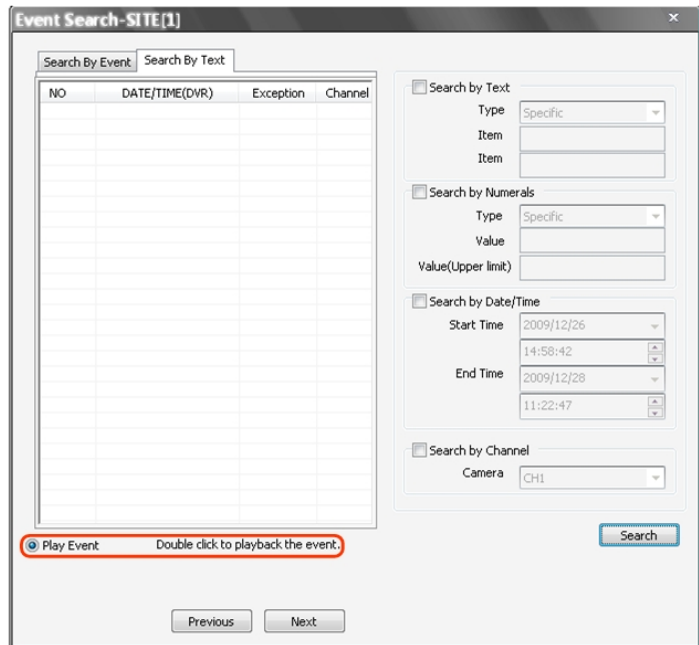 Event Search-SITE[1]
Search By Event
Search By Text
NO DATE/TIME(DVR) Exception Channel
Search by Text
Type Specific
Item
Item
Search by Numerals
Type Specific
Value
Value(Upper limit)
Search by Date/Time
Start Time 2009/12/26
14:58:42
End Time 2009/12/28
11:22:47
Search by Channel
Camera CH1
Search
Play Event Double click to playback the event.
Previous Next